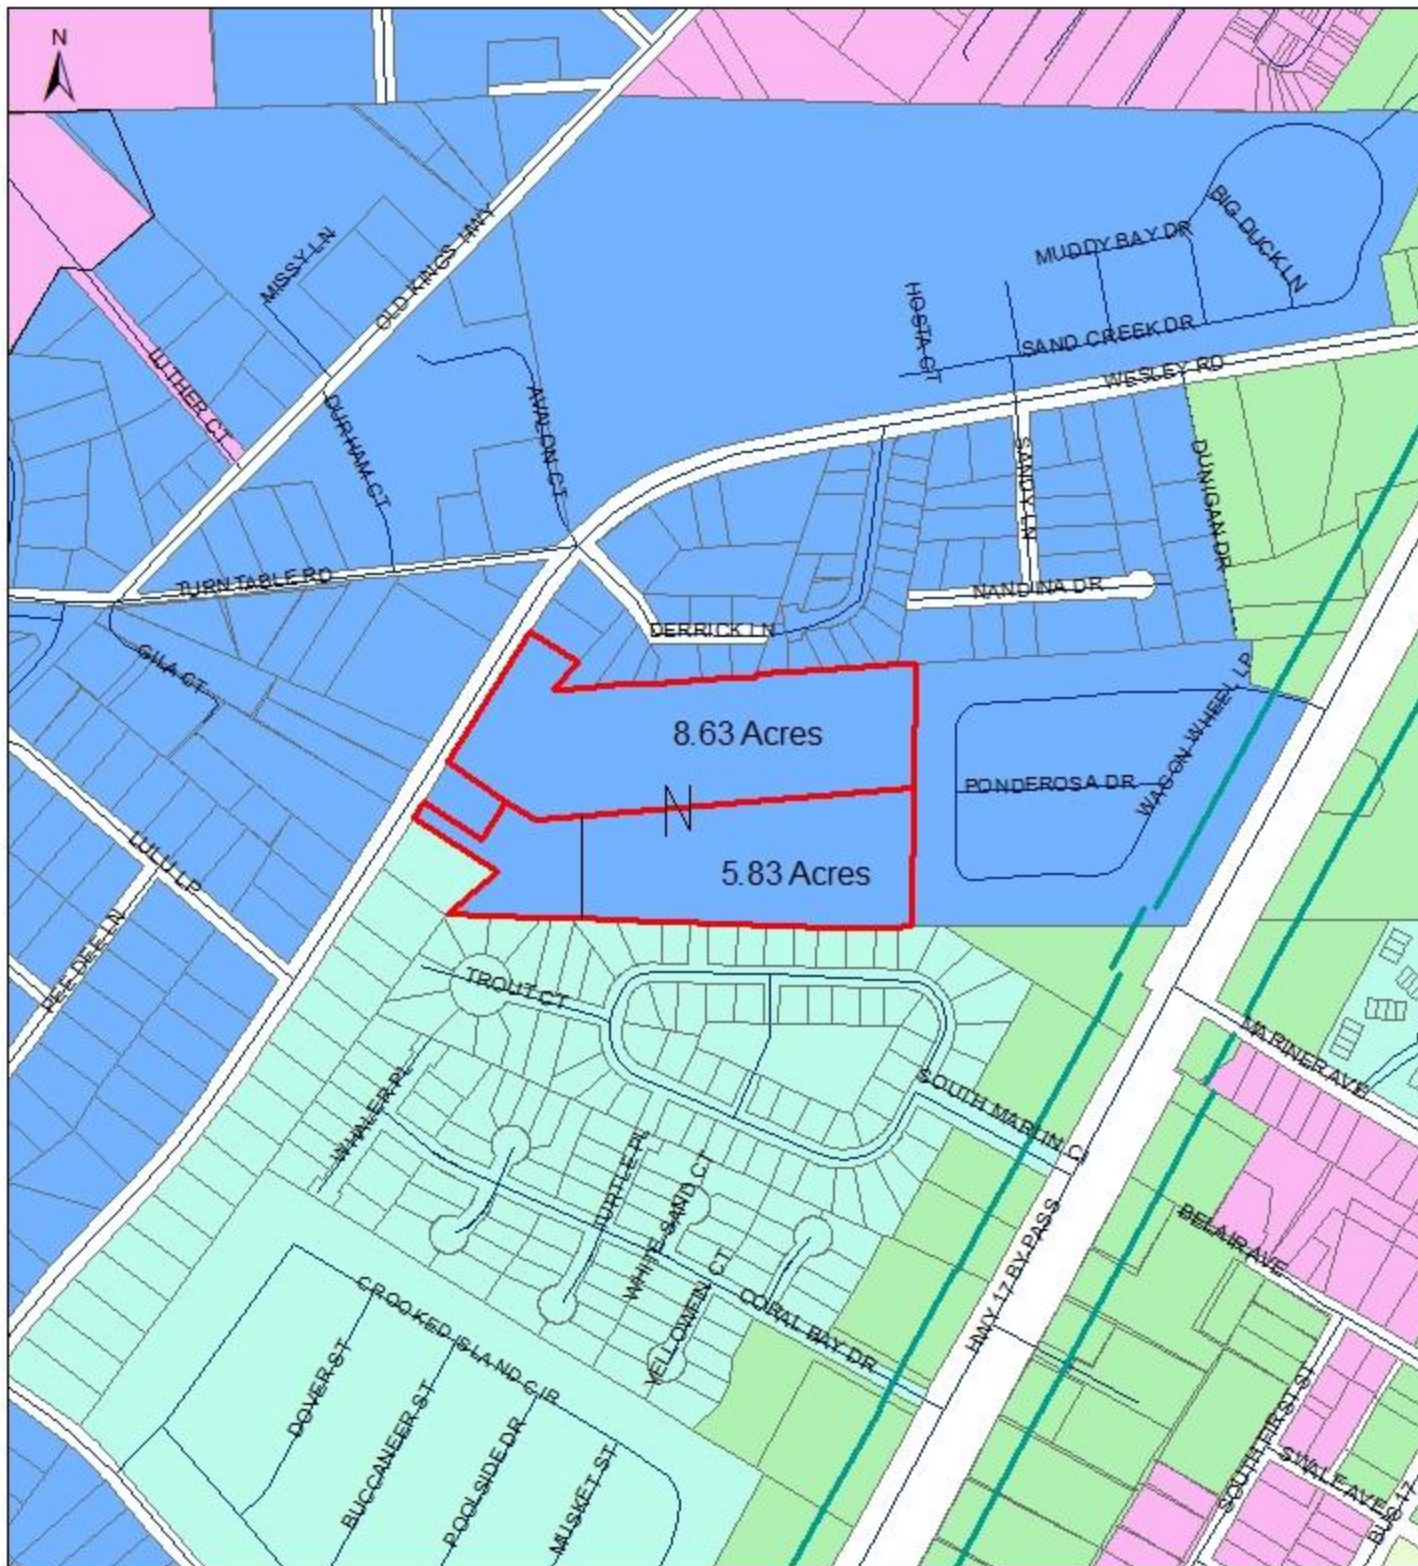 N
MISSY LN
OLD KINGS HWY
MUDDY BAY DR
BIG DUCK LN
HOSTA CT
SAND CREEK DR
WESLEY RD
LUTHER CT
DURHAM CT
AVALON CT
SANDY LN
DUNIGAN DR
TURNTABLE RD
NANDINA DR
DERRICK LN
GILA CT
WAGON WHEEL LP
8.63 Acres
PONDEROSA DR
N
LULU LP
5.83 Acres
PEE DEE LN
TROUT CT
MARINER AVE
WHALER PL
SOUTH MARLIN C
TURTLE PL
WHITE SAND CT
BELAIR AVE
YELLOWFIN CT
HWY 17 BY PASS
CORAL BAY DR
CROOKED ISLAND CIR
DOVER ST
BUCCANEER ST
POOLSIDE DR
MUSKET ST
SOUTH FIRST ST
SWALE AVE
BUS 17